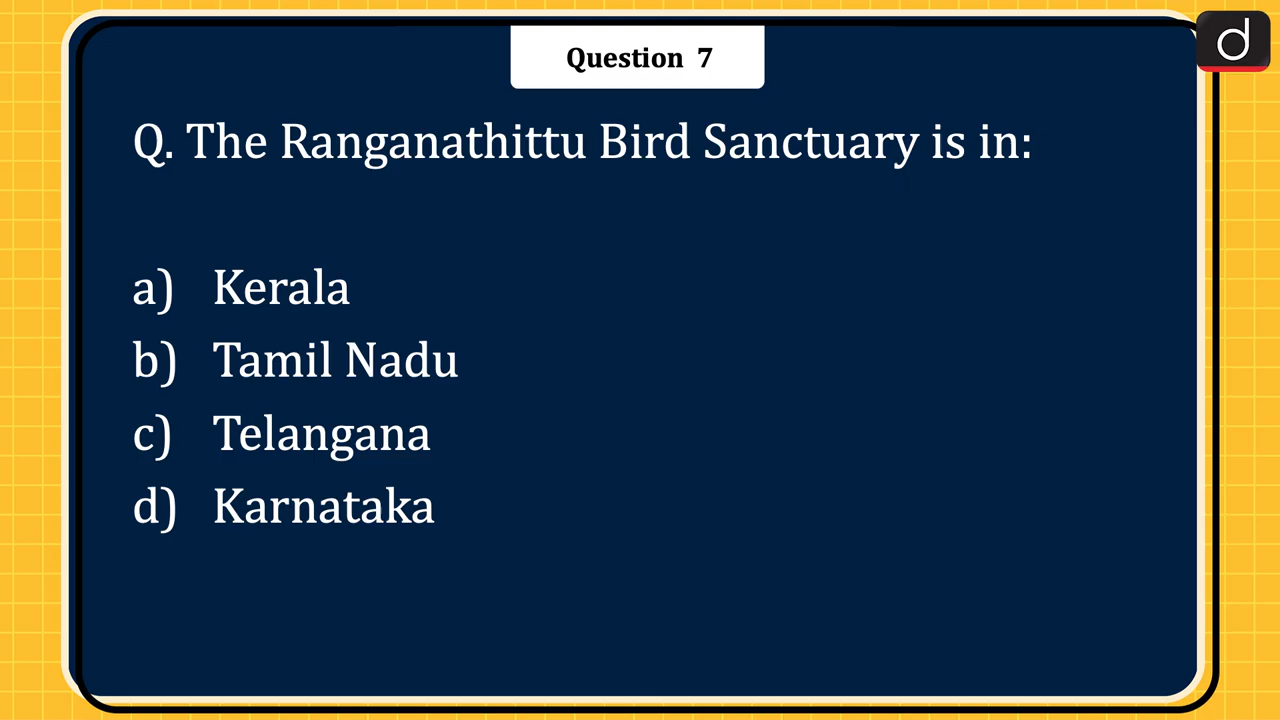 Question 7
d
Q. The Ranganathittu Bird Sanctuary is in:
a) Kerala
b) Tamil Nadu
c) Telangana
d) Karnataka